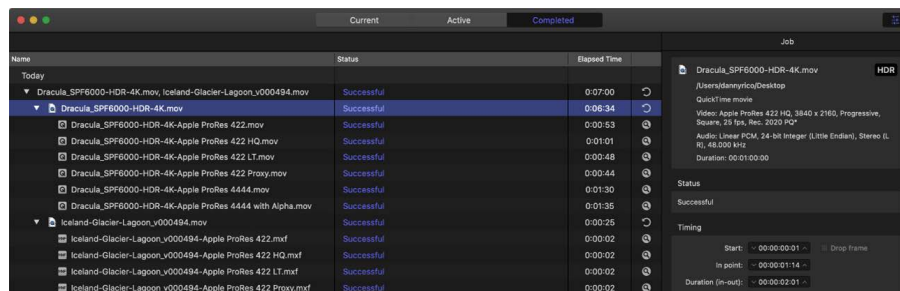 Current Active Completed
Job
Name Status Elapsed Time
Today
Dracula_SPF6000-HDR-4K.mov, Iceland-Glacier-Lagoon_v000494.mov Successful 0:07:00
Dracula_SPF6000-HDR-4K.mov Successful 0:06:34
Dracula_SPF6000-HDR-4K-Apple ProRes 422.mov Successful 0:00:53
Dracula_SPF6000-HDR-4K-Apple ProRes 422 HQ.mov Successful 0:01:01
Dracula_SPF6000-HDR-4K-Apple ProRes 422 LT.mov Successful 0:00:48
Dracula_SPF6000-HDR-4K-Apple ProRes 422 Proxy.mov Successful 0:00:44
Dracula_SPF6000-HDR-4K-Apple ProRes 4444.mov Successful 0:01:30
Dracula_SPF6000-HDR-4K-Apple ProRes 4444 with Alpha.mov Successful 0:01:35
Iceland-Glacier-Lagoon_v000494.mov Successful 0:00:25
Iceland-Glacier-Lagoon_v000494-Apple ProRes 422.mxf Successful 0:00:02
Iceland-Glacier-Lagoon_v000494-Apple ProRes 422 HQ.mxf Successful 0:00:02
Iceland-Glacier-Lagoon_v000494-Apple ProRes 422 LT.mxf Successful 0:00:02
Iceland-Glacier-Lagoon_v000494-Apple ProRes 422 Proxy.mxf Successful 0:00:02
Dracula_SPF6000-HDR-4K.mov HDR
/Users/dannyrico/Desktop
QuickTime movie
Video: Apple ProRes 422 HQ, 3840 x 2160, Progressive,
Square, 25 fps, Rec. 2020 PQ*
Audio: Linear PCM, 24-bit Integer (Little Endian), Stereo (L
R), 48.000 kHz
Duration: 00:01:00:00
Status
Successful
Timing
Start: 00:00:00:01 Drop frame
In point: 00:00:01:14
Duration (in-out): 00:00:02:01